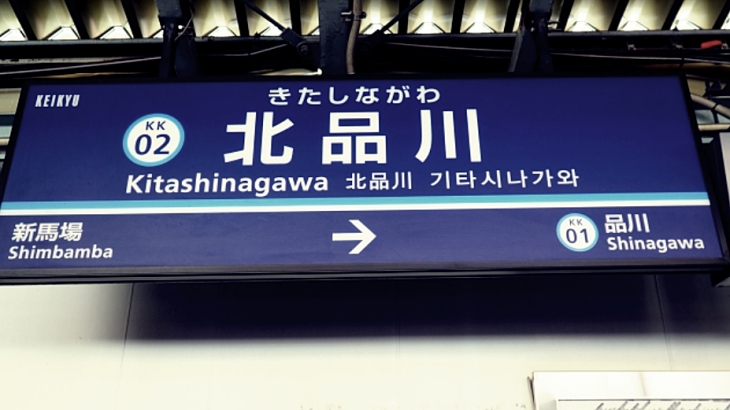 KEIKYU
きたしながわ
KK
02
北品川
Kitashinagawa 北品川 기타시나가와
新馬場
Shimbamba
→
KK
01
品川
Shinagawa